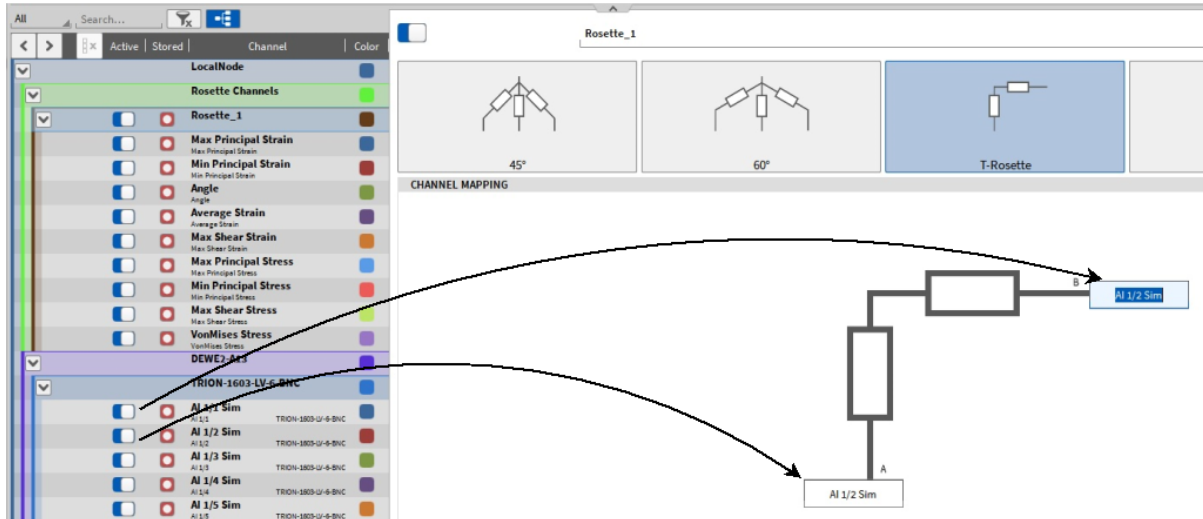 All
Search...
Rosette_1
Active Stored Channel Color
LocalNode
Rosette Channels
Rosette_1
Max Principal Strain
Max Principal Strain
Min Principal Strain
Min Principal Strain
Angle
Angle
Average Strain
Average Strain
Max Shear Strain
Max Shear Strain
Max Principal Stress
Max Principal Stress
Min Principal Stress
Min Principal Stress
Max Shear Stress
Max Shear Stress
VonMises Stress
VonMises Stress
DEWE2-A13
TRION-1603-LV-6-BNC
AI 1/1 Sim
AI 1/1 TRION-1603-LV-6-BNC
AI 1/2 Sim
AI 1/2 TRION-1603-LV-6-BNC
AI 1/3 Sim
AI 1/3 TRION-1603-LV-6-BNC
AI 1/4 Sim
AI 1/4 TRION-1603-LV-6-BNC
AI 1/5 Sim
AI 1/5 TRION-1603-LV-6-BNC
45°
60°
T-Rosette
CHANNEL MAPPING
B
AI 1/2 Sim
A
AI 1/2 Sim